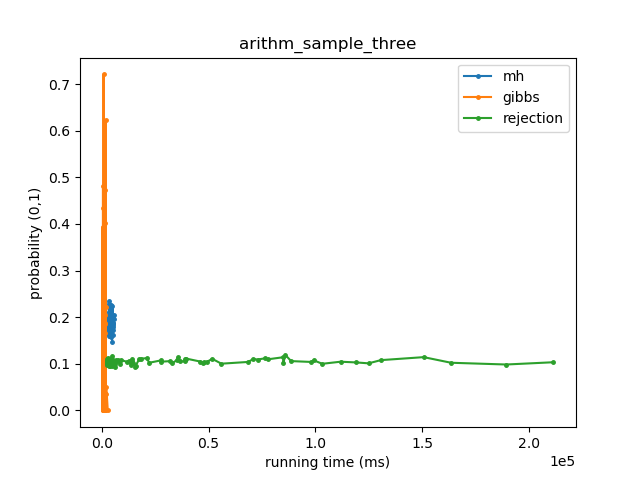 arithm_sample_three
mh
gibbs
rejection
probability (0,1)
0.7
0.6
0.5
0.4
0.3
0.2
0.1
0.0
0.0 0.5 1.0 1.5 2.0
1e5
running time (ms)